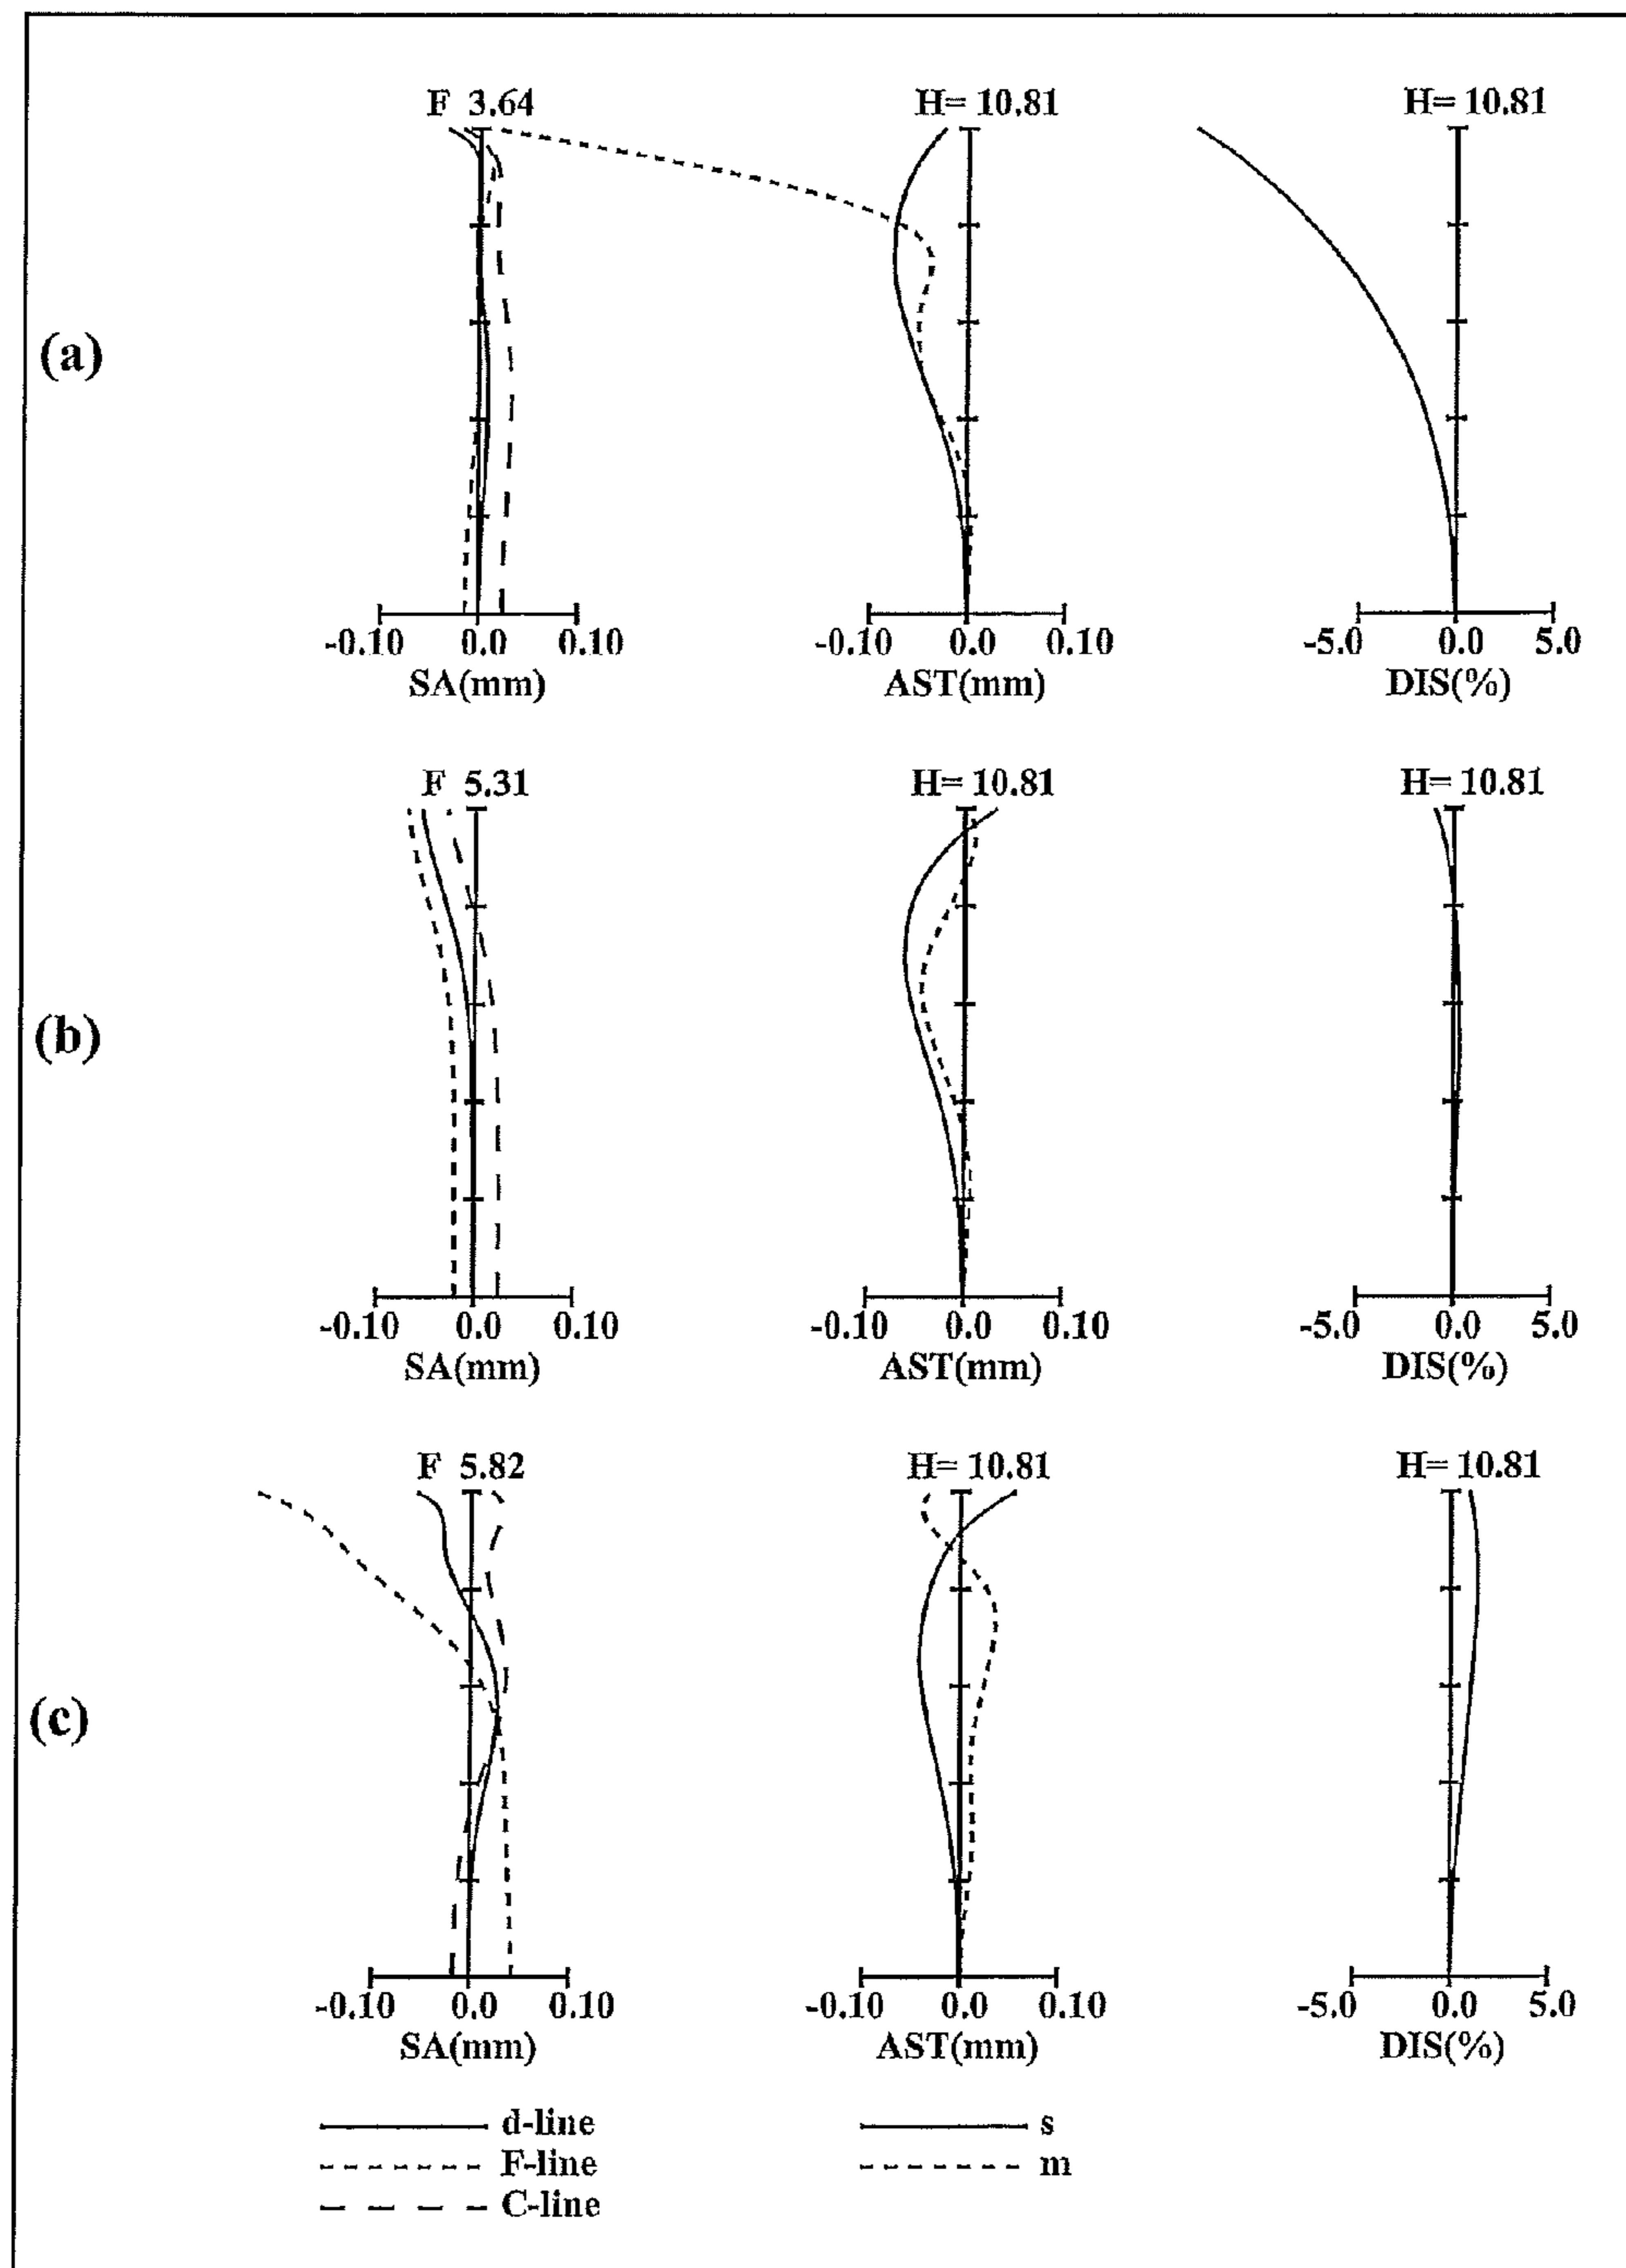 F 3.64 H= 10.81 H= 10.81
(a)
-0.10 0.0 0.10 -0.10 0.0 0.10 -5.0 0.0 5.0
SA(mm) AST(mm) DIS(%)
F 5.31 H= 10.81 H= 10.81
(b)
-0.10 0.0 0.10 -0.10 0.0 0.10 -5.0 0.0 5.0
SA(mm) AST(mm) DIS(%)
F 5.82 H= 10.81 H= 10.81
(c)
-0.10 0.0 0.10 -0.10 0.0 0.10 -5.0 0.0 5.0
SA(mm) AST(mm) DIS(%)
d-line s
F-line m
C-line